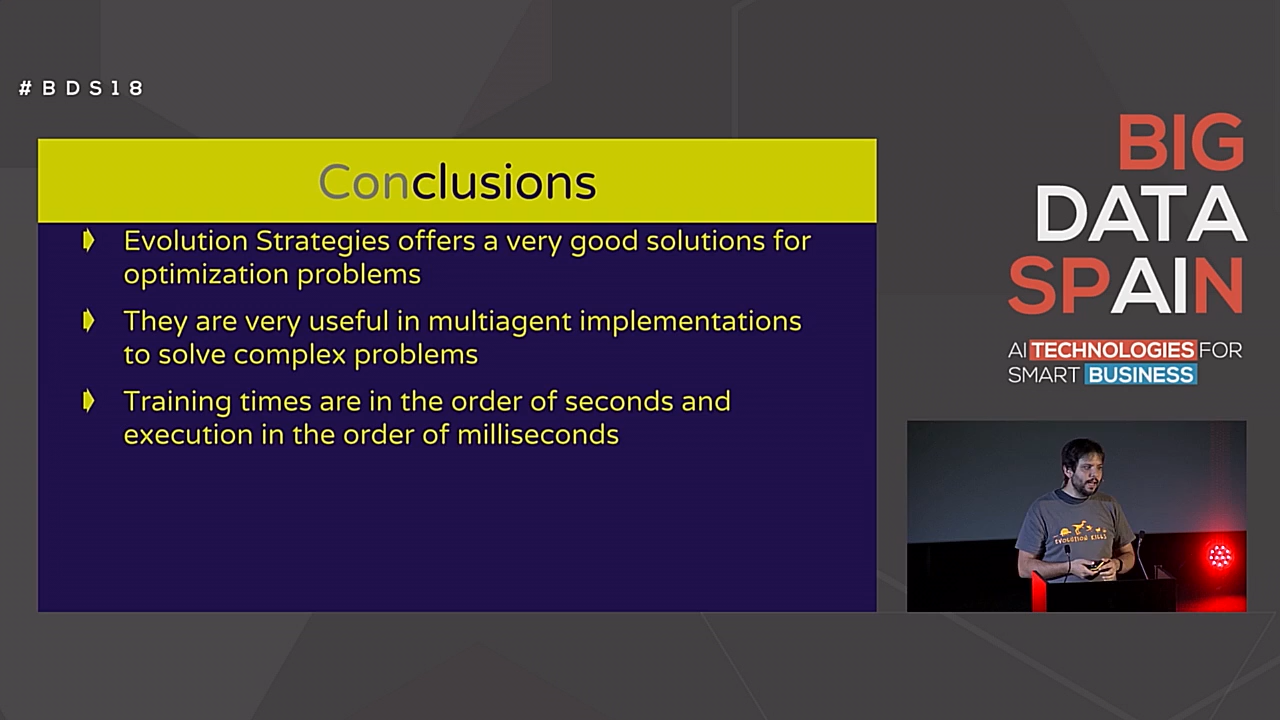 #BDS18
Conclusions
Evolution Strategies offers a very good solutions for
optimization problems
They are very useful in multiagent implementations
to solve complex problems
Training times are in the order of seconds and
execution in the order of milliseconds
BIG
DATA
SPAIN
AI TECHNOLOGIES FOR
SMART BUSINESS
EVOLUTION KILLS